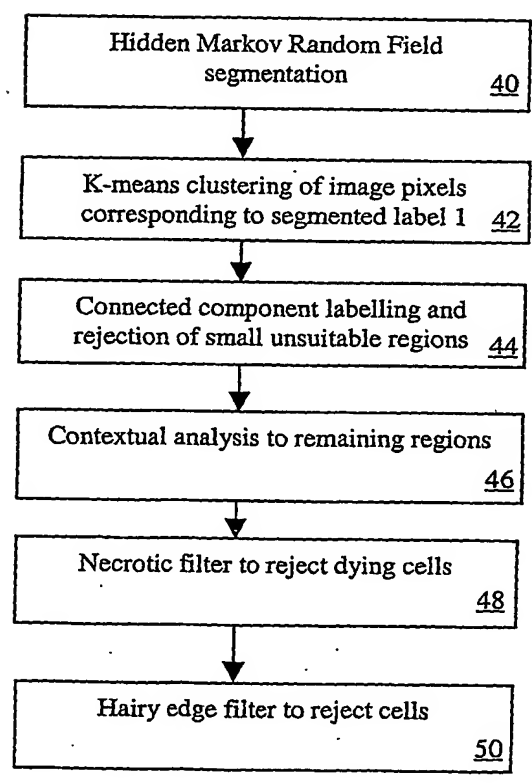 Hidden Markov Random Field
segmentation
40
K-means clustering of image pixels
corresponding to segmented label 1
42
Connected component labelling and
rejection of small unsuitable regions
44
Contextual analysis to remaining regions
46
Necrotic filter to reject dying cells
48
Hairy edge filter to reject cells
50